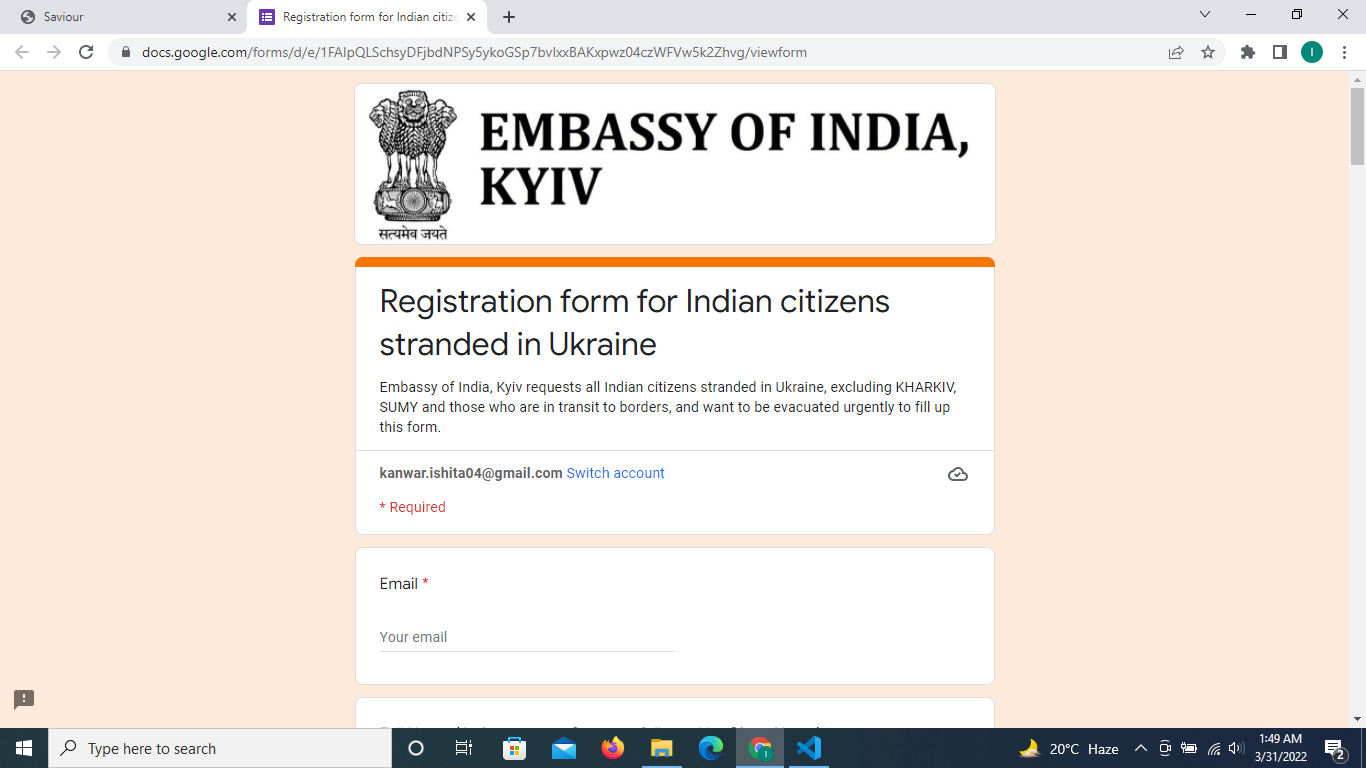 Saviour
Registration form for Indian citize
docs.google.com/forms/d/e/1FAIpQLSchsyDFjbdNPSy5ykoGSp7bvIxxBAKxpwz04czWFVw5k2Zhvg/viewform
I
EMBASSY OF INDIA,
KYIV
सत्यमेव जयते
Registration form for Indian citizens
stranded in Ukraine
Embassy of India, Kyiv requests all Indian citizens stranded in Ukraine, excluding KHARKIV,
SUMY and those who are in transit to borders, and want to be evacuated urgently to fill up
this form.
kanwar.ishita04@gmail.com Switch account
* Required
Email *
Your email
Type here to search
20°C Haze
1:49 AM
3/31/2022
2